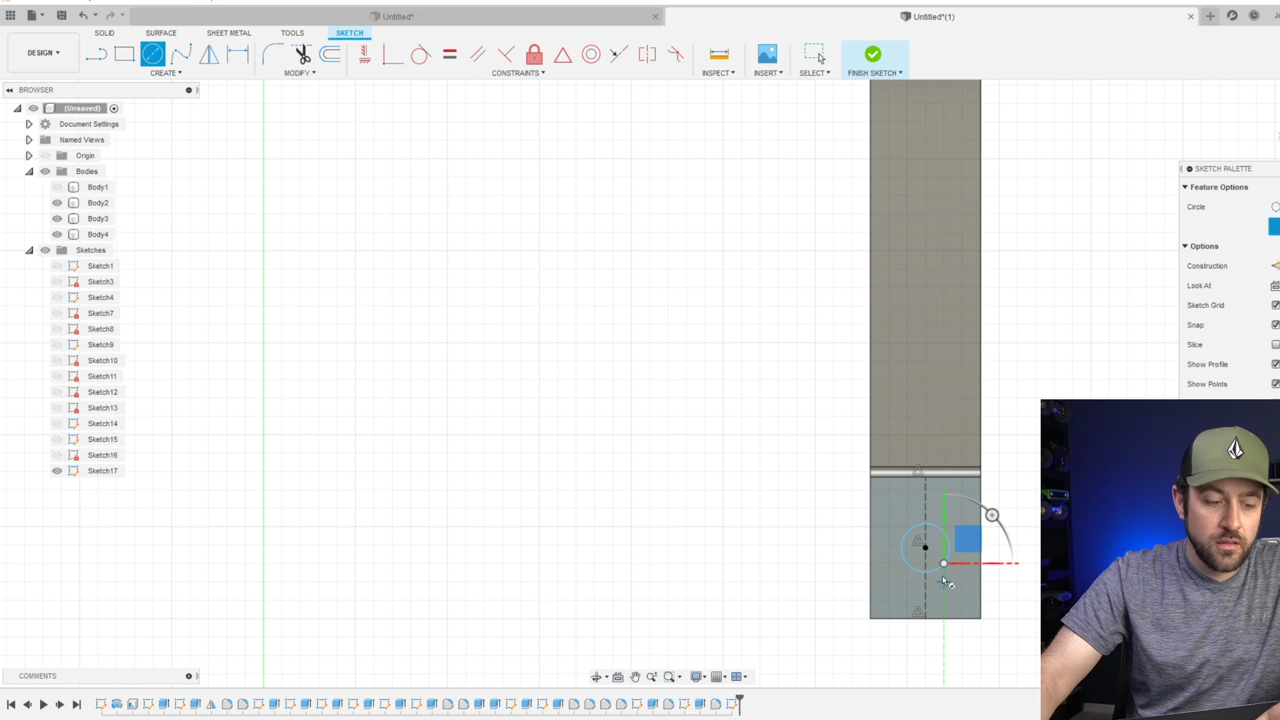 Untitled*
Untitled*(1)
SOLID SURFACE SHEET METAL TOOLS SKETCH
DESIGN
CREATE MODIFY CONSTRAINTS INSPECT INSERT SELECT FINISH SKETCH
BROWSER
(Unsaved)
Document Settings
Named Views
Origin
Bodies
Body1
Body2
Body3
Body4
Sketches
Sketch1
Sketch3
Sketch4
Sketch7
Sketch8
Sketch9
Sketch10
Sketch11
Sketch12
Sketch13
Sketch14
Sketch15
Sketch16
Sketch17
SKETCH PALETTE
Feature Options
Circle
Options
Construction
Look At
Sketch Grid
Snap
Slice
Show Profile
Show Points
COMMENTS